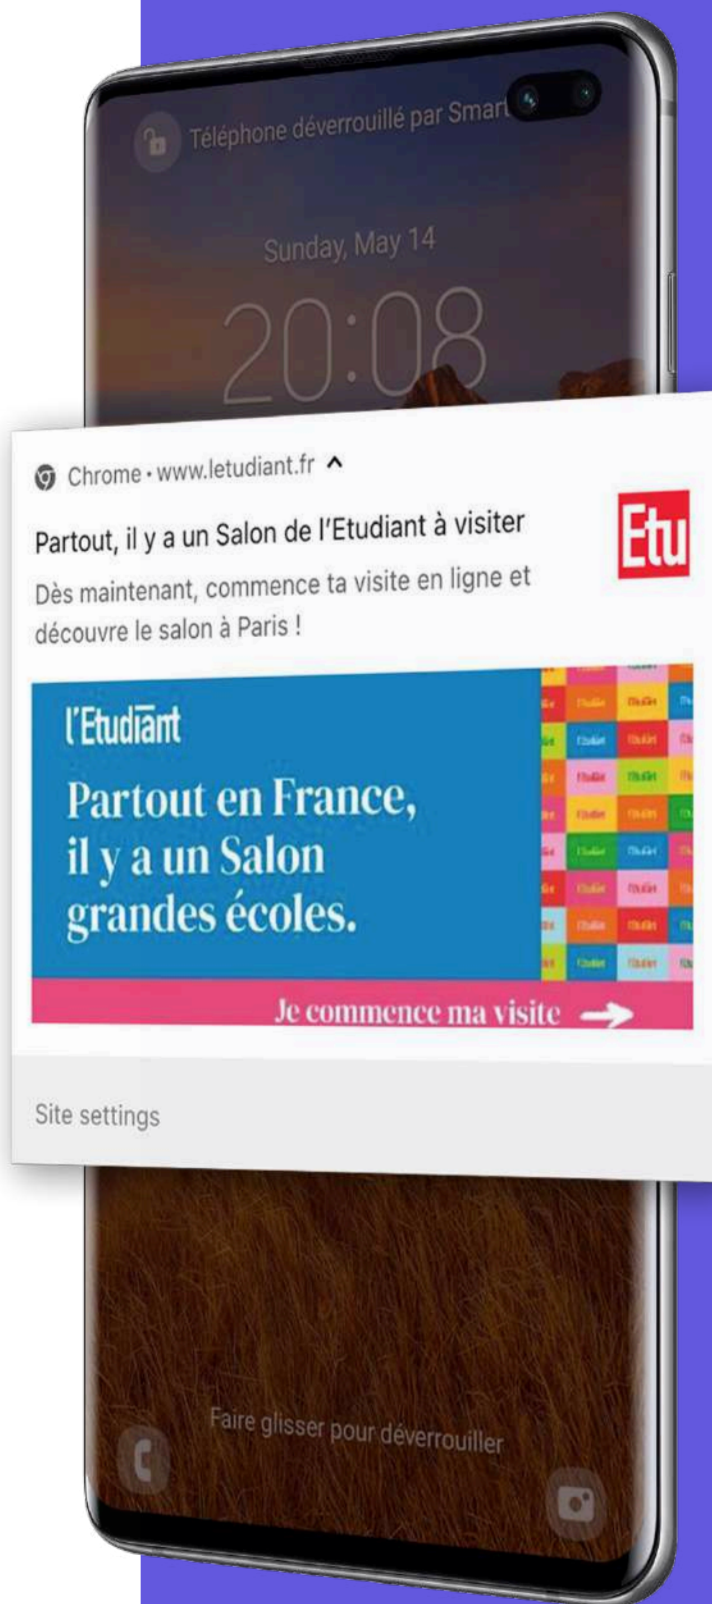 Téléphone déverrouillé par Smart
Sunday, May 14
20:08
Chrome • www.letudiant.fr
Partout, il y a un Salon de l'Etudiant à visiter
Dès maintenant, commence ta visite en ligne et
découvre le salon à Paris !
Etu
l'Etudiant
Partout en France,
il y a un Salon
grandes écoles.
Je commence ma visite
Site settings
Faire glisser pour déverrouiller